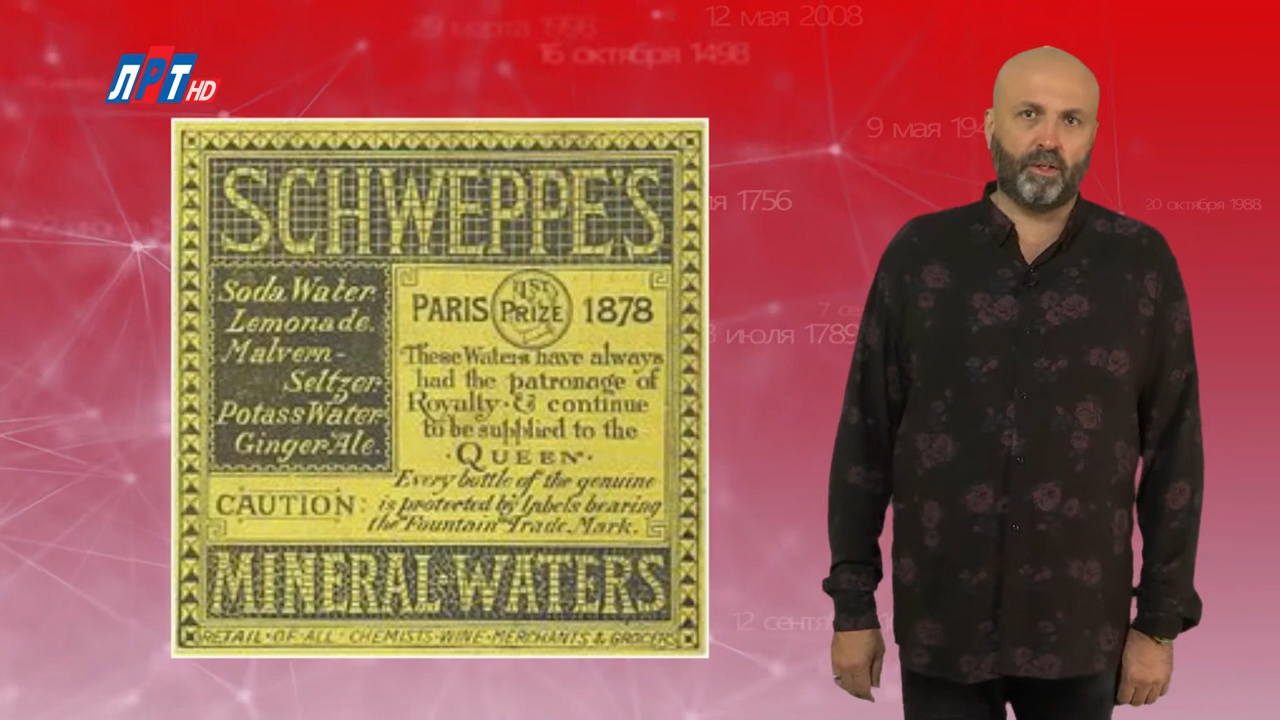 29 марта 1998
12 мая 2008
16 октября 1498
ЛРТ HD
9 мая 194
1756
20 октября 1988
июля 1789
12 сентя
SCHWEPPE'S
Soda Water.
Lemonade.
Malvern-
Seltzer
Potass Water
Ginger Ale.
PARIS 1ST PRIZE 1878
These Waters have always
had the patronage of
Royalty & continue
to be supplied to the
·QUEEN·
CAUTION:
Every bottle of the genuine
is protected by labels bearing
the Fountain Trade Mark.
MINERAL·WATERS
RETAIL·OF·ALL·CHEMISTS·WINE·MERCHANTS & GROCERS